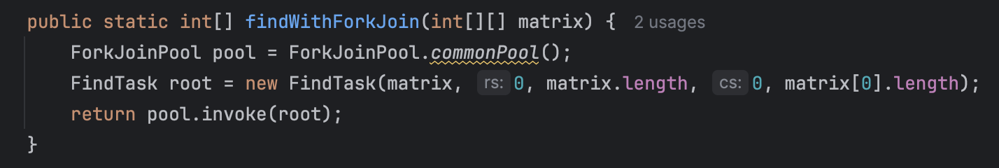 public static int[] findWithForkJoin(int[][] matrix) { 2 usages
ForkJoinPool pool = ForkJoinPool.commonPool();
FindTask root = new FindTask(matrix, rs: 0, matrix.length, cs: 0, matrix[0].length);
return pool.invoke(root);
}